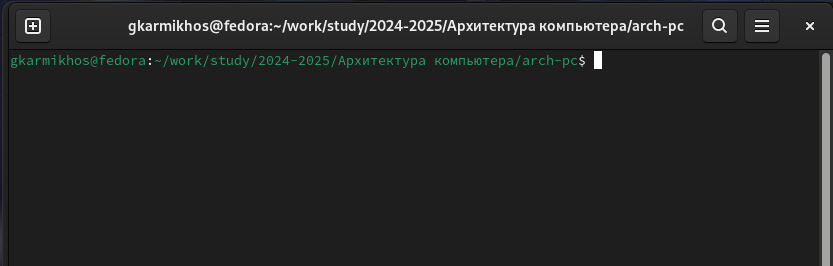 gkarmikhos@fedora:~/work/study/2024-2025/Архитектура компьютера/arch-pc
gkarmikhos@fedora:~/work/study/2024-2025/Архитектура компьютера/arch-pc$